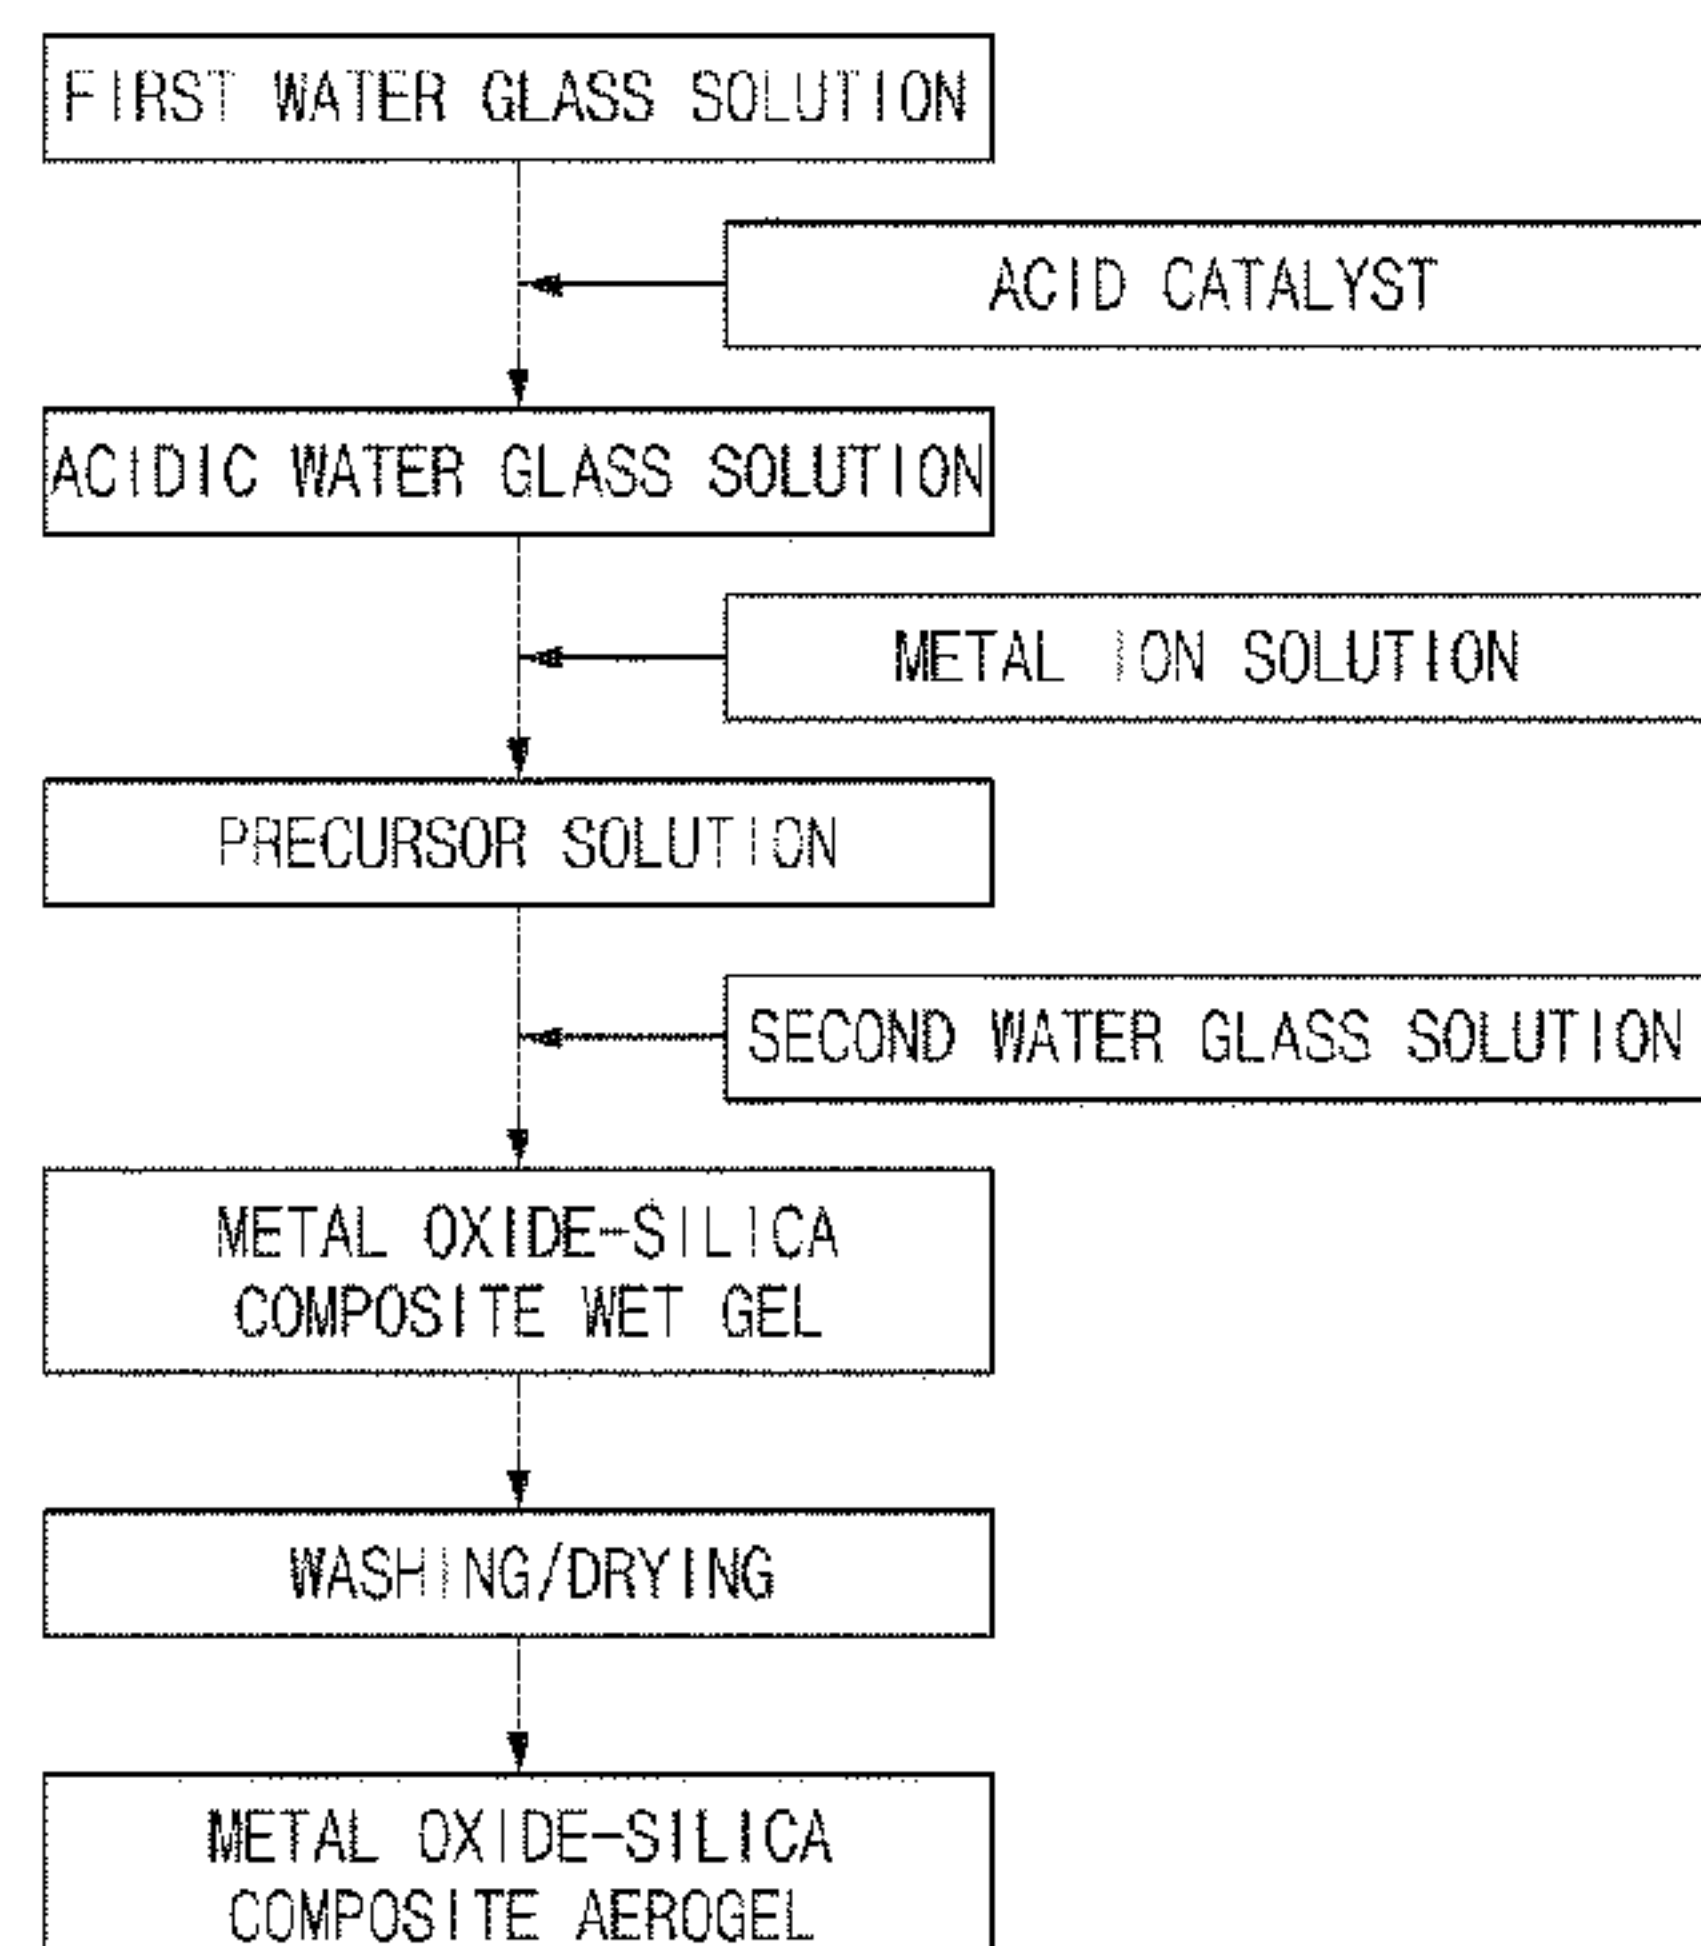 FIRST WATER GLASS SOLUTION
ACID CATALYST
ACIDIC WATER GLASS SOLUTION
METAL ION SOLUTION
PRECURSOR SOLUTION
SECOND WATER GLASS SOLUTION
METAL OXIDE-SILICA
COMPOSITE WET GEL
WASHING/DRYING
METAL OXIDE-SILICA
COMPOSITE AEROGEL